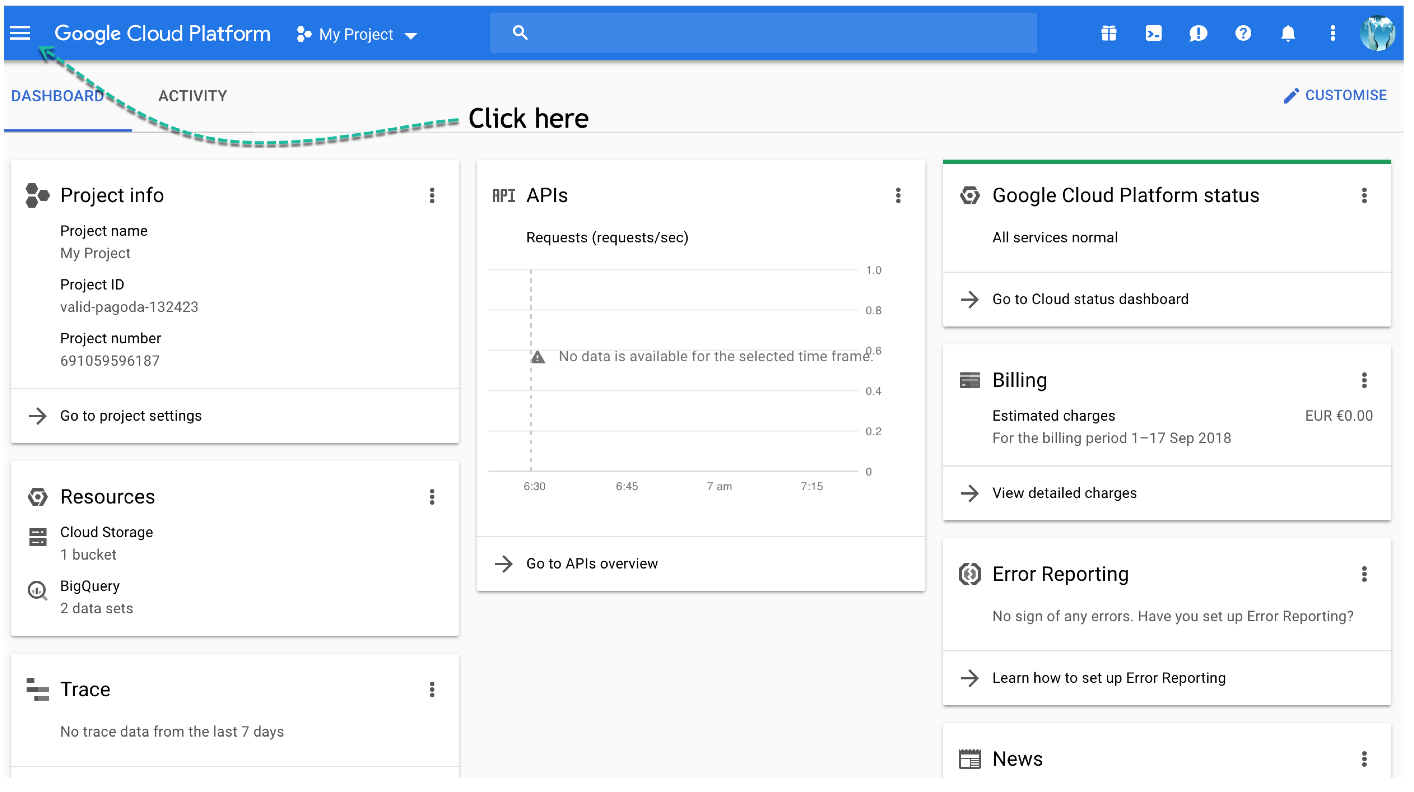 Google Cloud Platform
My Project
DASHBOARD
ACTIVITY
Click here
CUSTOMISE
Project info
Project name
My Project
Project ID
valid-pagoda-132423
Project number
691059596187
Go to project settings
Resources
Cloud Storage
1 bucket
BigQuery
2 data sets
Trace
No trace data from the last 7 days
API APIs
Requests (requests/sec)
1.0
0.8
No data is available for the selected time frame.
0.6
0.4
0.2
0
6:30 6:45 7 am 7:15
Go to APIs overview
Google Cloud Platform status
All services normal
Go to Cloud status dashboard
Billing
Estimated charges EUR €0.00
For the billing period 1–17 Sep 2018
View detailed charges
Error Reporting
No sign of any errors. Have you set up Error Reporting?
Learn how to set up Error Reporting
News